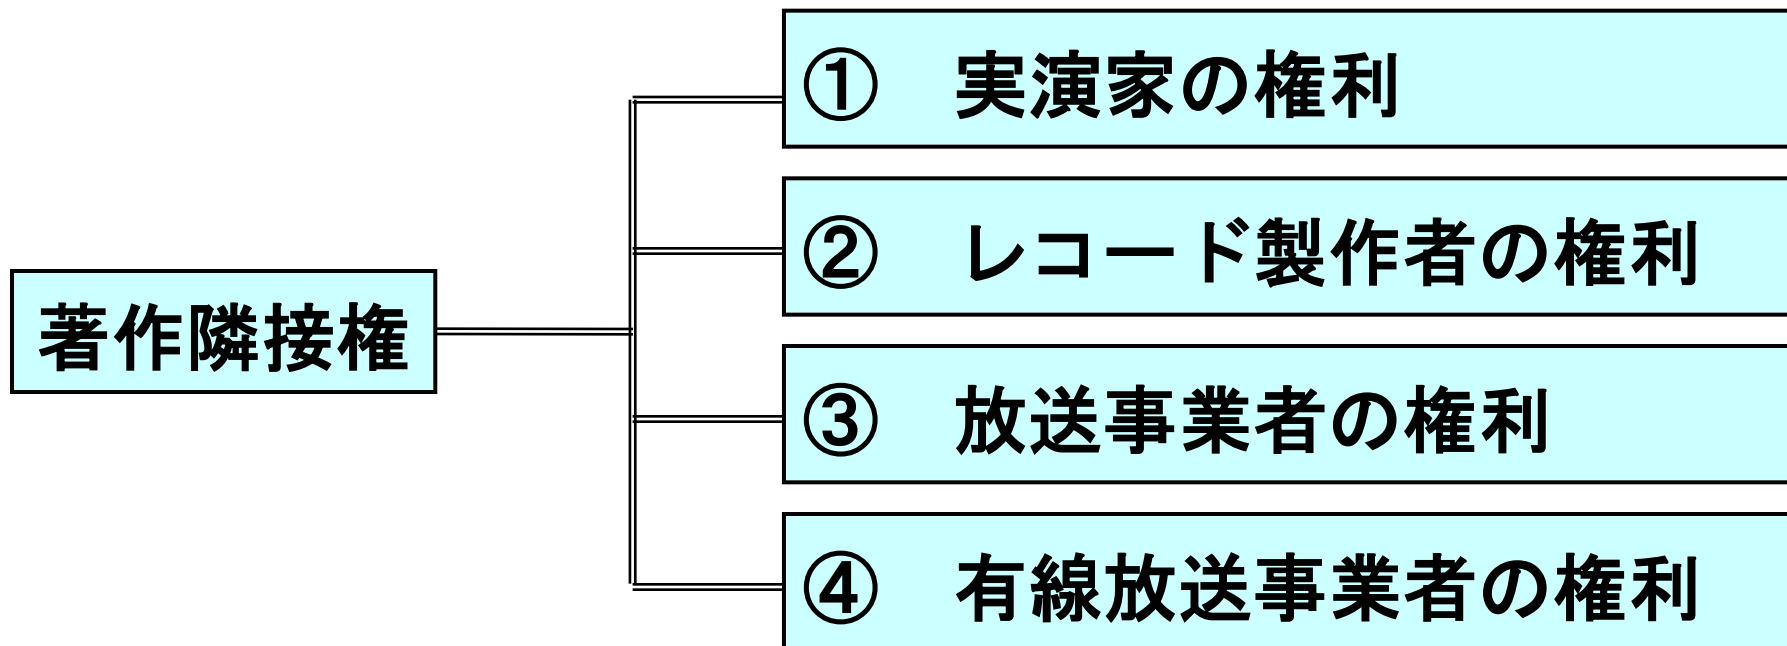 著作隣接権
① 実演家の権利
② レコード製作者の権利
③ 放送事業者の権利
④ 有線放送事業者の権利